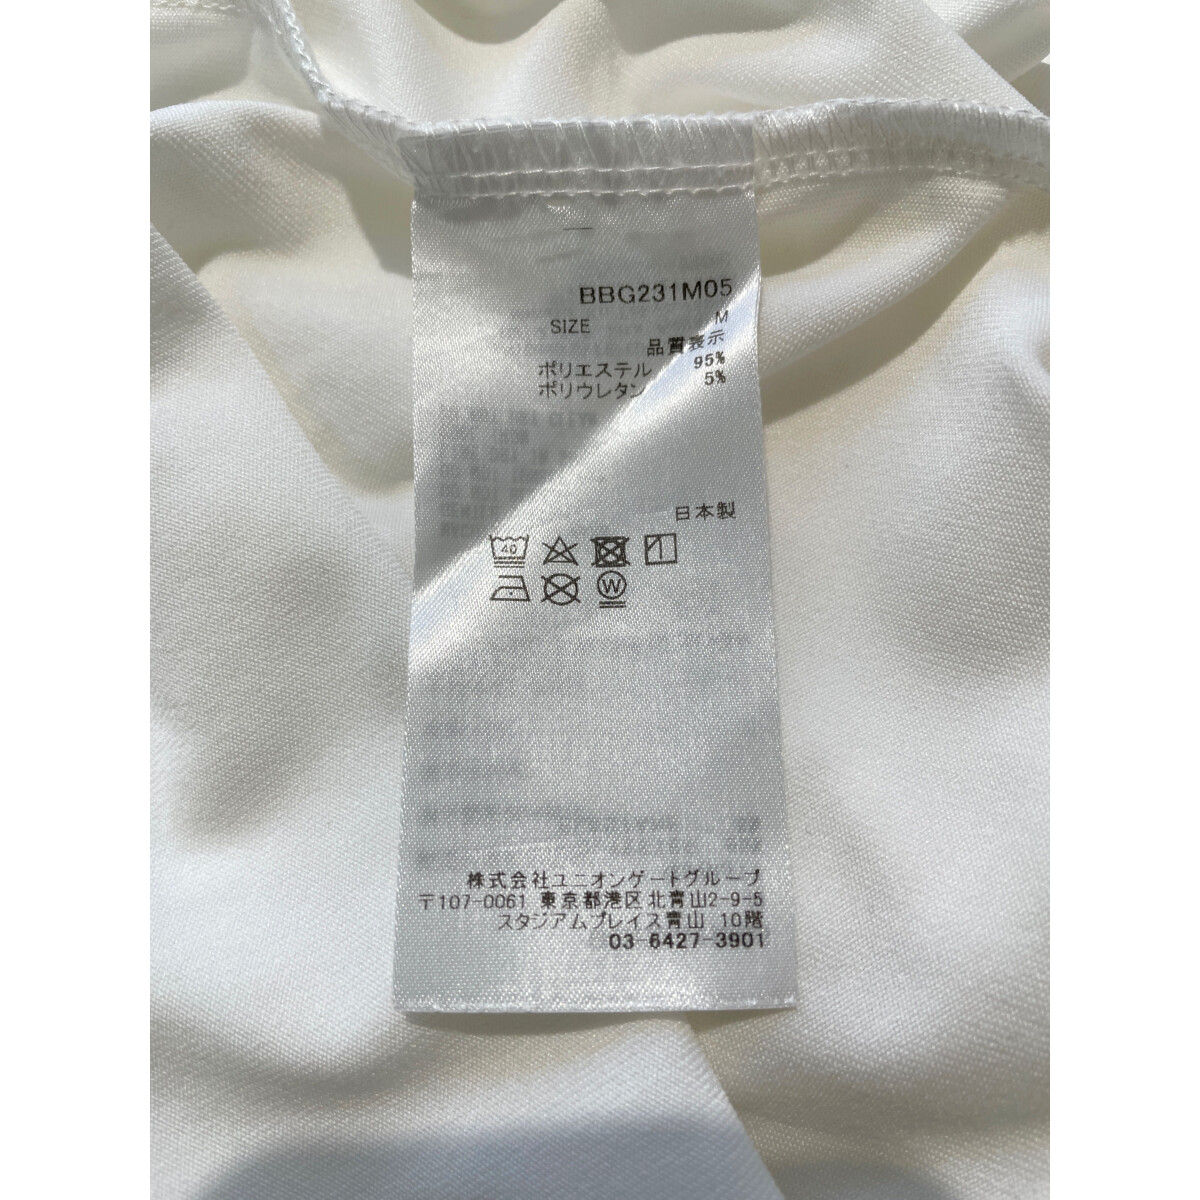 BBG231M05
SIZE M
品質表示
ポリエステル 95%
ポリウレタン 5%
日本製
40
W
株式会社ユニオンゲートグループ
〒107-0061 東京都港区北青山2-9-5
スタジアムプレイス青山 10階
03-6427-3901